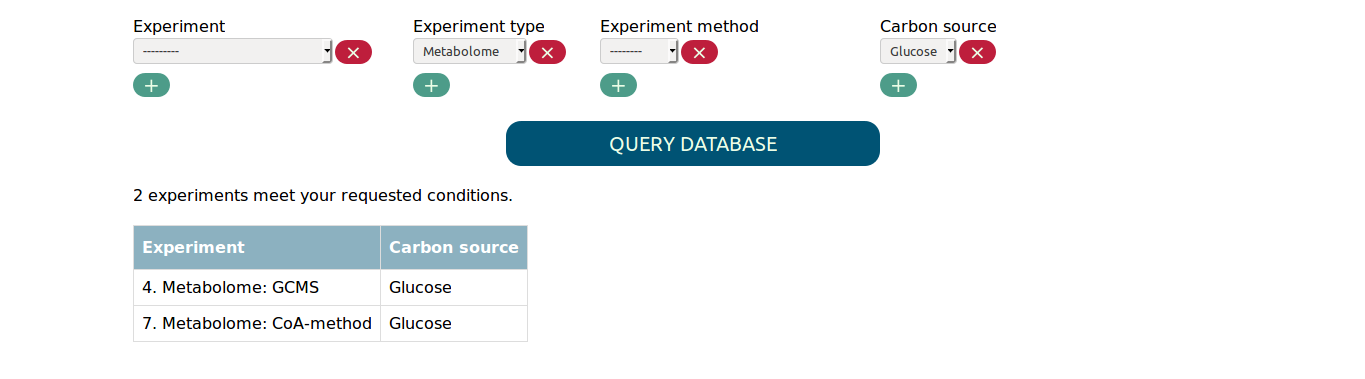 Experiment Experiment type Experiment method Carbon source
--------- × Metabolome × -------- × Glucose ×
+ + + +
QUERY DATABASE
2 experiments meet your requested conditions.
Experiment Carbon source
4. Metabolome: GCMS Glucose
7. Metabolome: CoA-method Glucose